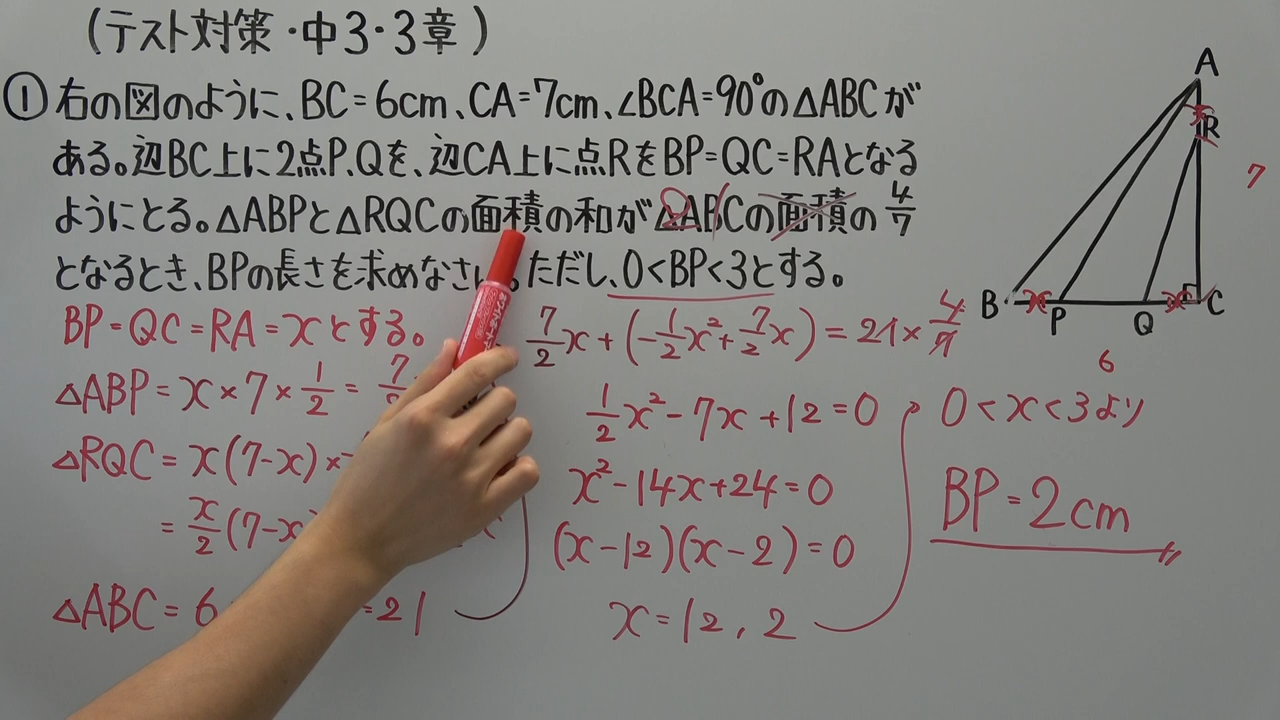 (テスト対策・中3・3章)
① 右の図のように、BC=6cm、CA=7cm、∠BCA=90°の△ABCが
ある。辺BC上に2点P、Qを、辺CA上に点RをBP=QC=RAとなる
ようにとる。△ABPと△RQCの面積の和が△ABCの面積の 4/7
となるとき、BPの長さを求めなさい。ただし、0<BP<3とする。
BP=QC=RA=xとする。
△ABP=x×7×1/2=7
△RQC=x(7-x)×
=x/2(7-x
△ABC=6 =21
7/2x+(-1/2x²+7/2x)=21×4/7
1/2x²-7x+12=0
x²-14x+24=0
(x-12)(x-2)=0
x=12, 2
0<x<3より
BP=2cm
A
R
7
B
x
P
Q
x
C
6